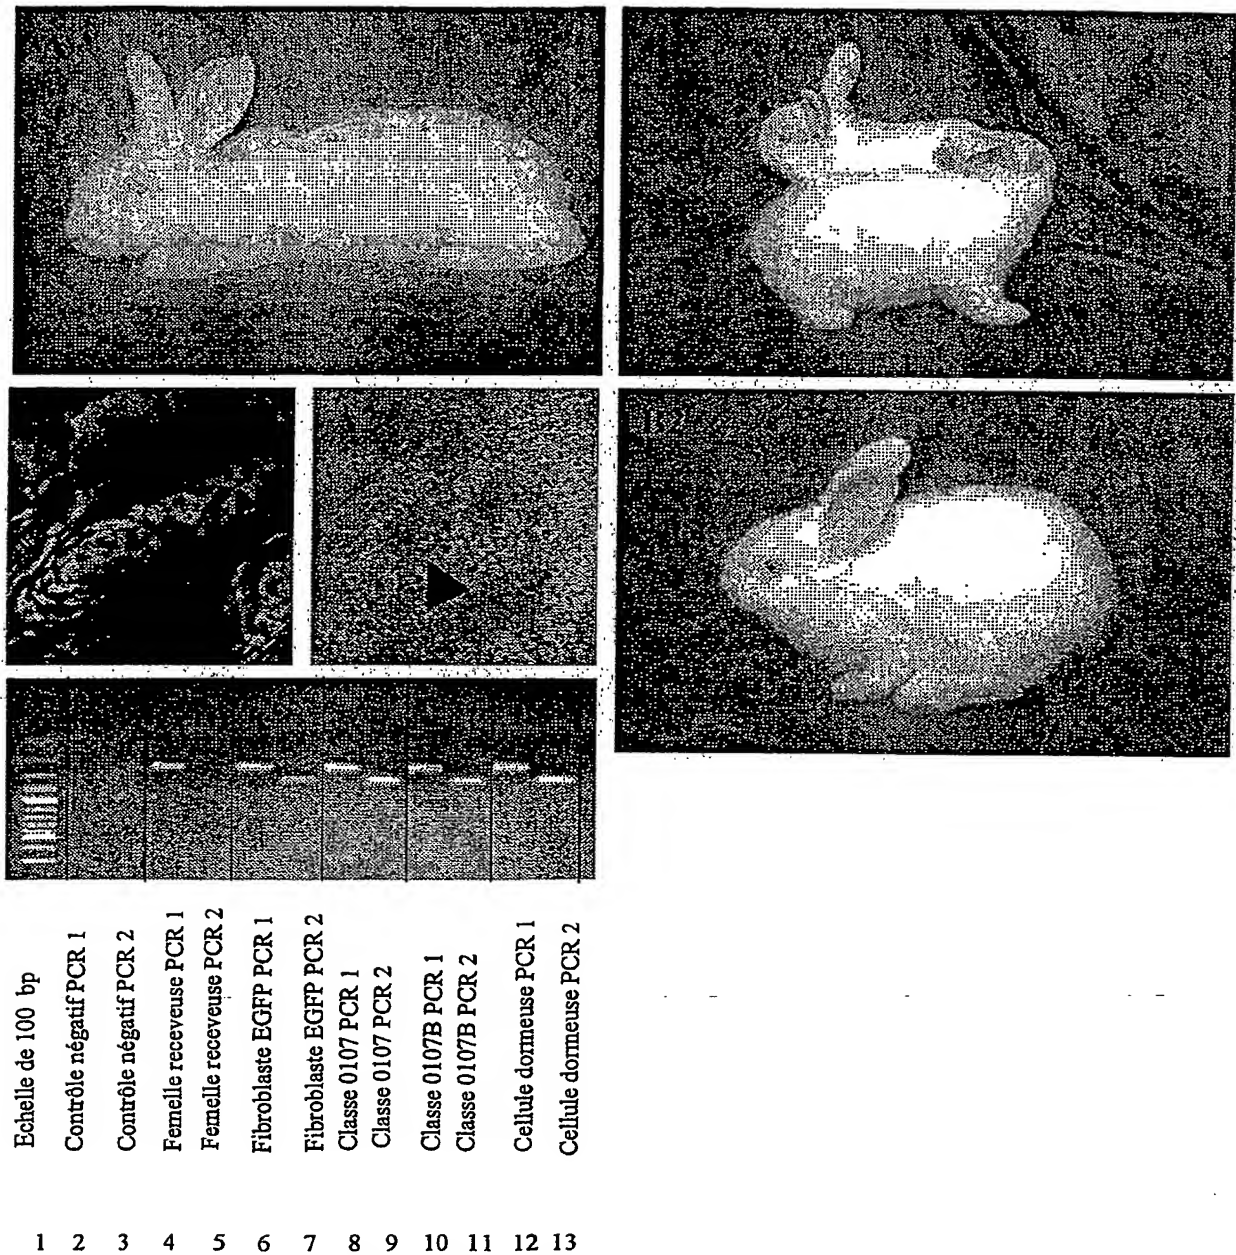 Echelle de 100 bp
Contrôle négatif PCR 1
Contrôle négatif PCR 2
Femelle receveuse PCR 1
Femelle receveuse PCR 2
Fibroblaste EGFP PCR 1
Fibroblaste EGFP PCR 2
Classe 0107 PCR 1
Classe 0107 PCR 2
Classe 0107B PCR 1
Classe 0107B PCR 2
Cellule dormeuse PCR 1
Cellule dormeuse PCR 2
1 2 3 4 5 6 7 8 9 10 11 12 13